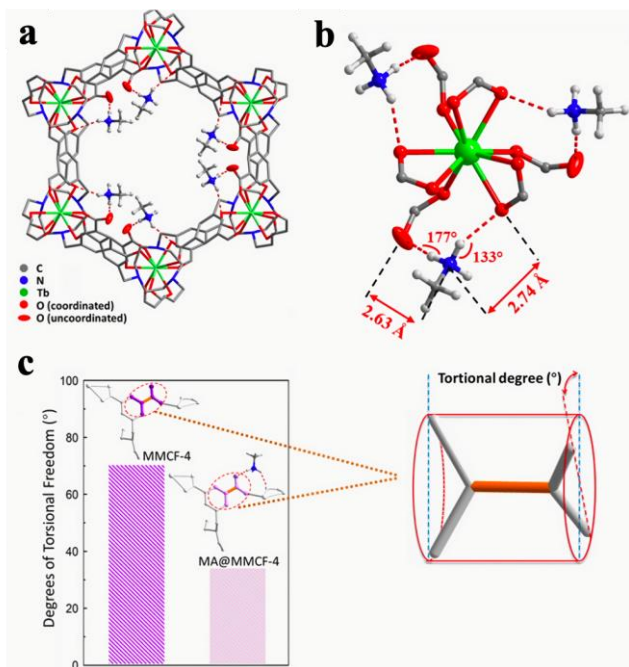 a
C
N
Tb
O (coordinated)
O (uncoordinated)
b
177°
133°
2.63 Å
2.74 Å
c
Degrees of Torsional Freedom (°)
100
80
60
40
20
0
MMCF-4
MA@MMCF-4
Tortional degree (°)